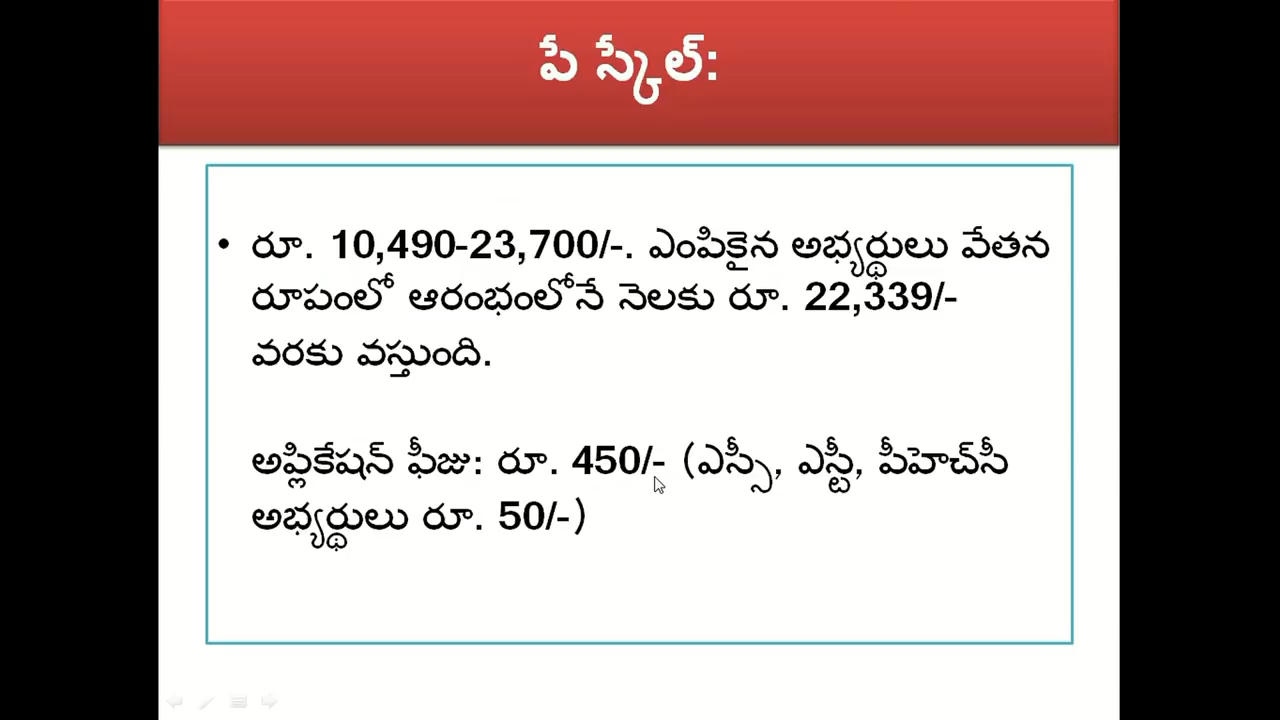 పే స్కేల్:
• రూ. 10,490-23,700/-. ఎంపికైన అభ్యర్థులు వేతన
రూపంలో ఆరంభంలోనే నెలకు రూ. 22,339/-
వరకు వస్తుంది.
అప్లికేషన్ ఫీజు: రూ. 450/- (ఎస్సీ, ఎస్టీ, పీహెచ్‌సీ
అభ్యర్థులు రూ. 50/-)